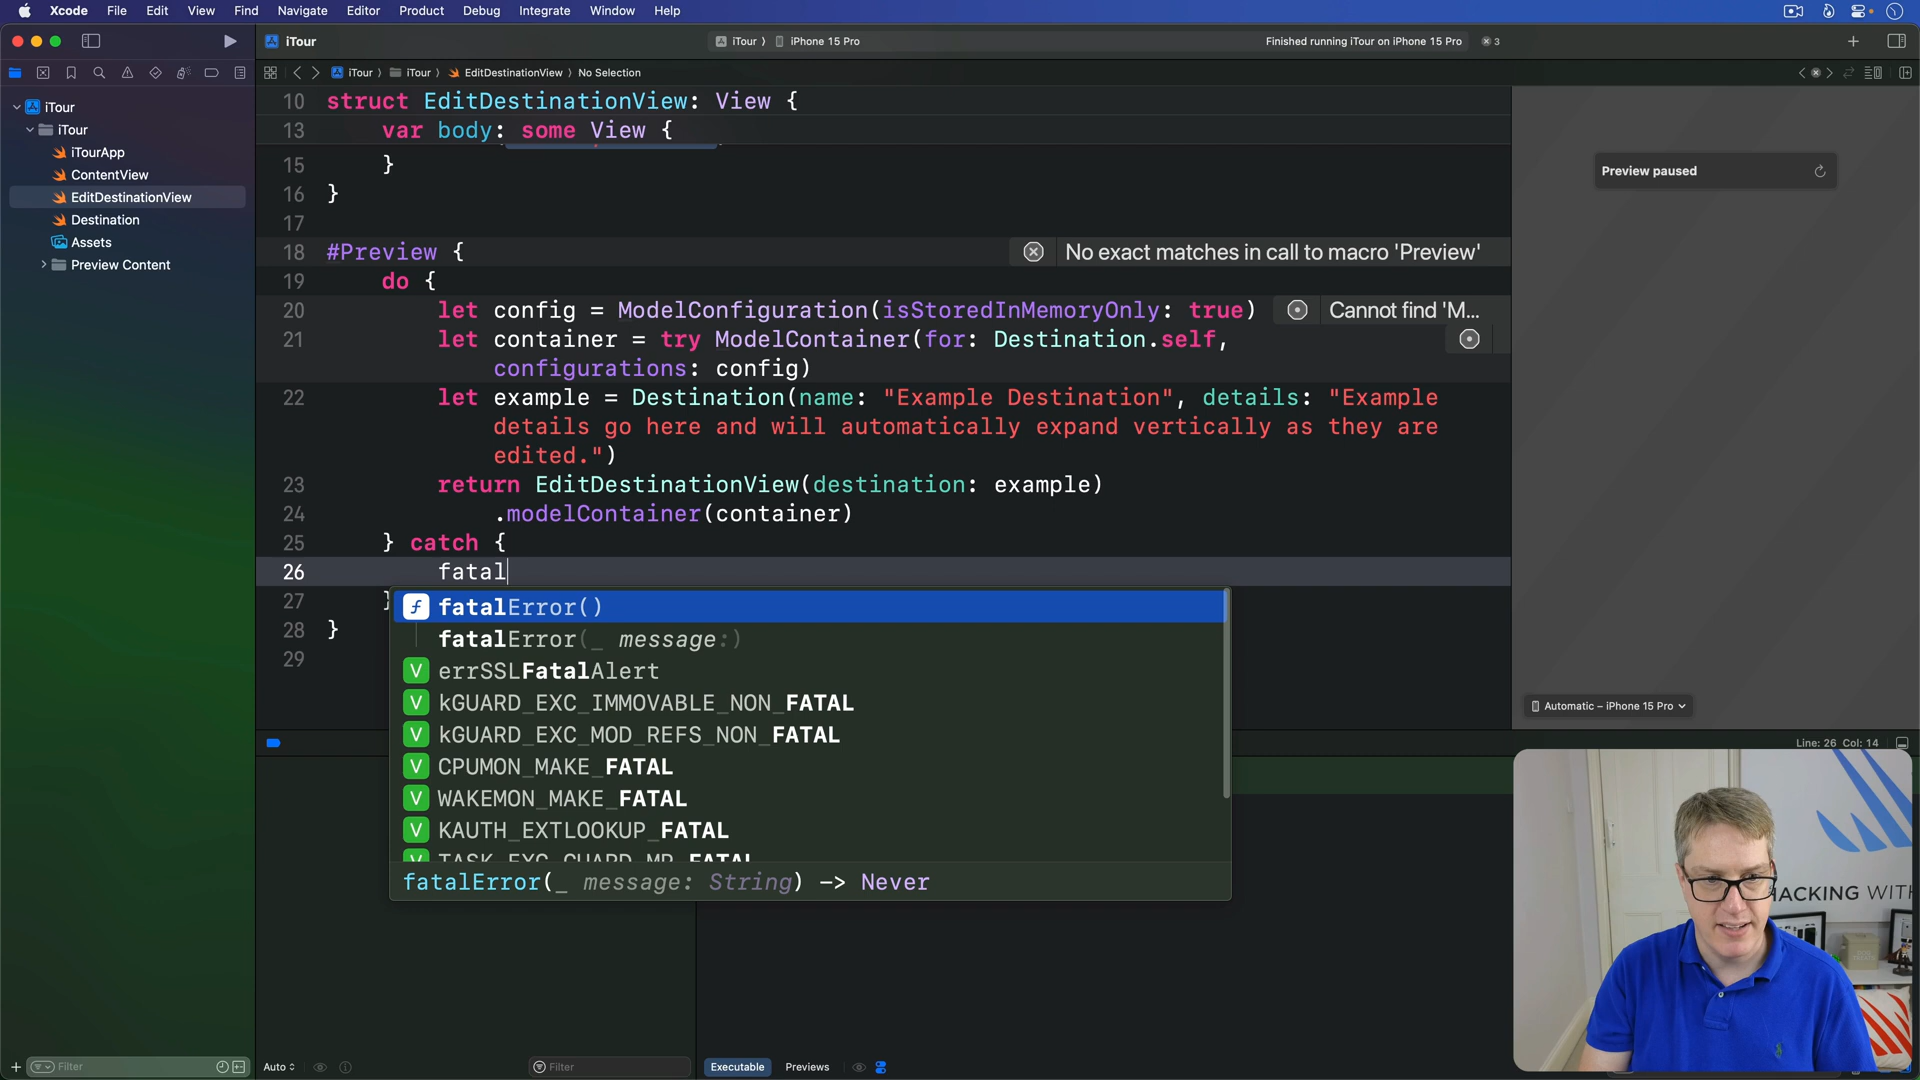 Xcode File Edit View Find Navigate Editor Product Debug Integrate Window Help
iTour
iTour iPhone 15 Pro
Finished running iTour on iPhone 15 Pro
3
iTour iTour EditDestinationView No Selection
iTour
iTour
iTourApp
ContentView
EditDestinationView
Destination
Assets
Preview Content
10 struct EditDestinationView: View {
13 var body: some View {
15 }
16 }
17
18 #Preview {
No exact matches in call to macro 'Preview'
19 do {
20 let config = ModelConfiguration(isStoredInMemoryOnly: true)
Cannot find 'M...
21 let container = try ModelContainer(for: Destination.self,
configurations: config)
22 let example = Destination(name: "Example Destination", details: "Example
details go here and will automatically expand vertically as they are
edited.")
23 return EditDestinationView(destination: example)
24 .modelContainer(container)
25 } catch {
26 fatal
27 }
28 }
29
f fatalError()
fatalError(_ message:)
V errSSLFatalAlert
V kGUARD_EXC_IMMOVABLE_NON_FATAL
V kGUARD_EXC_MOD_REFS_NON_FATAL
V CPUMON_MAKE_FATAL
V WAKEMON_MAKE_FATAL
V KAUTH_EXTLOOKUP_FATAL
V TASK_EXC_GUARD_MP_FATAL
fatalError(_ message: String) -> Never
Preview paused
Automatic – iPhone 15 Pro
Line: 26 Col: 14
HACKING WITH
Filter
Auto
Filter
Executable Previews